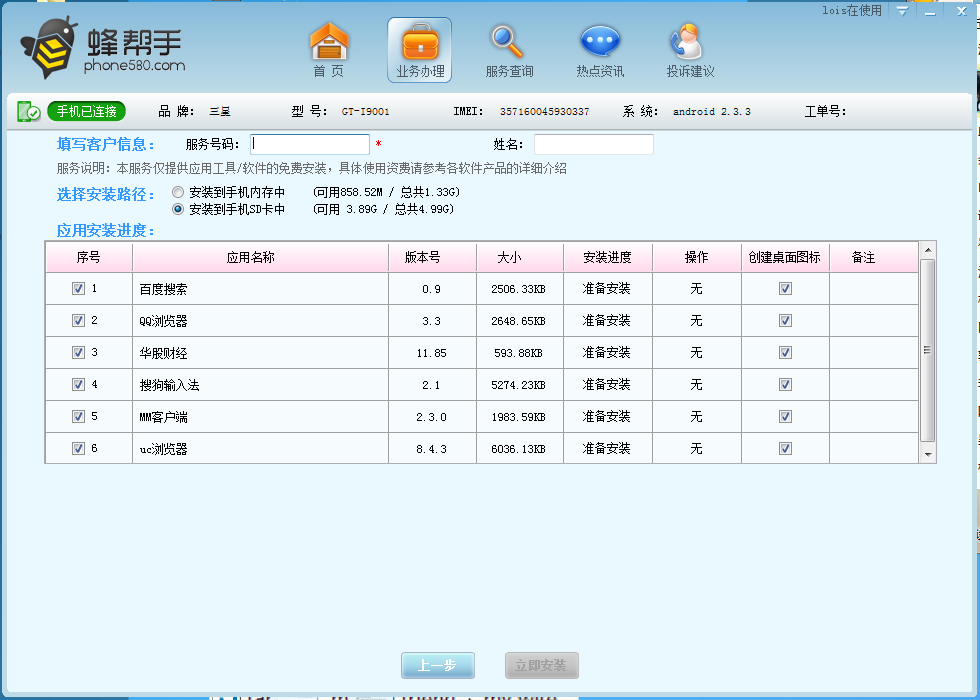 lois在使用
蜂帮手
phone580.com
首 页
业务办理
服务查询
热点资讯
投诉建议
手机已连接 品 牌: 三星 型 号: GT-I9001 IMEI: 357160045930337 系 统: android 2.3.3 工单号:
填写客户信息: 服务号码: * 姓名:
服务说明: 本服务仅提供应用工具/软件的免费安装, 具体使用资费请参考各软件产品的详细介绍
选择安装路径: 安装到手机内存中 (可用858.52M / 总共1.33G)
安装到手机SD卡中 (可用 3.89G / 总共4.99G)
应用安装进度:
序号 应用名称 版本号 大小 安装进度 操作 创建桌面图标 备注
1 百度搜索 0.9 2506.33KB 准备安装 无
2 QQ浏览器 3.3 2648.65KB 准备安装 无
3 华股财经 11.85 593.88KB 准备安装 无
4 搜狗输入法 2.1 5274.23KB 准备安装 无
5 MM客户端 2.3.0 1983.59KB 准备安装 无
6 uc浏览器 8.4.3 6036.13KB 准备安装 无
上一步 立即安装